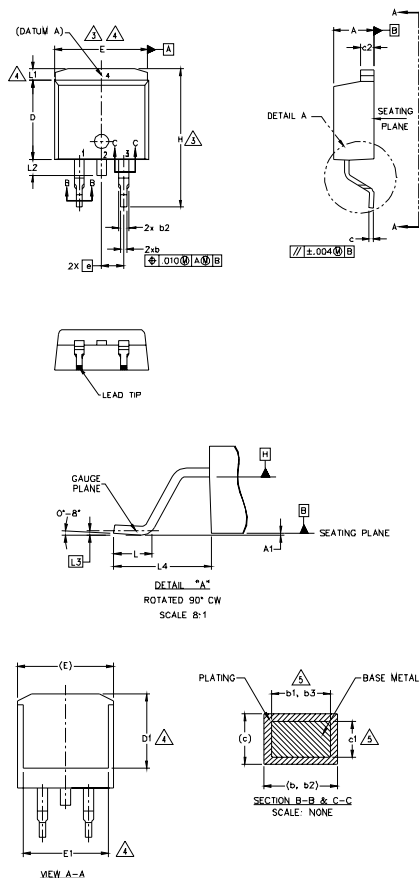 (DATUM A)
3 4
E
A
4 L1
4
D
H 3
C C
1 2 3
L2
B B
2x b2
2xb
2X e
⌖ .010 Ⓜ A Ⓜ B
A
A B
c2
DETAIL A
SEATING
PLANE
c
A
// ±.004 Ⓜ B
LEAD TIP
GAUGE
PLANE
H
0°-8°
B
SEATING PLANE
L3
L
A1
L4
DETAIL "A"
ROTATED 90° CW
SCALE 8:1
(E)
D1 4
E1 4
VIEW A-A
5
PLATING
b1, b3
BASE METAL
(c)
c1 5
(b, b2)
SECTION B-B & C-C
SCALE: NONE